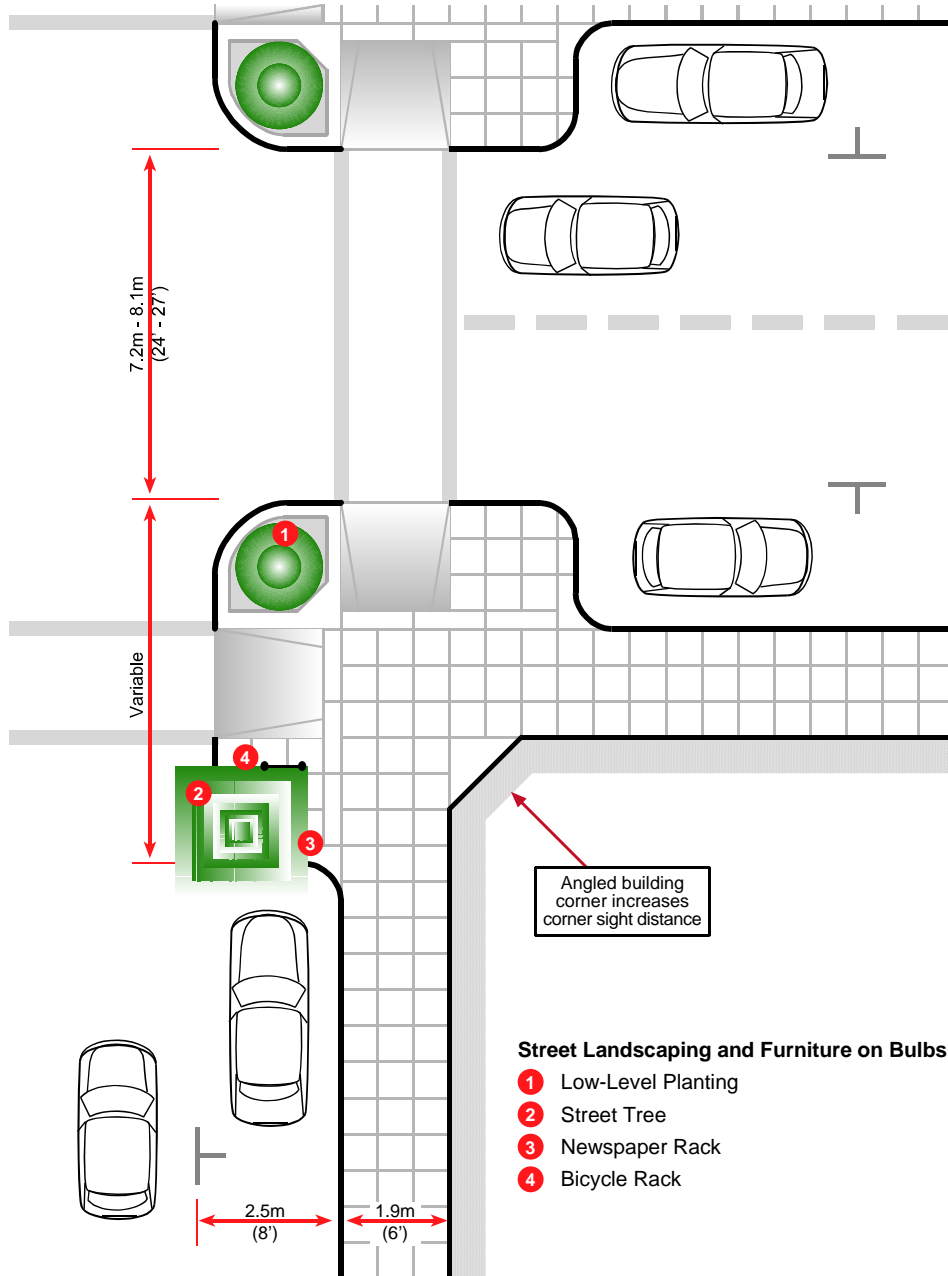 7.2m - 8.1m
(24' - 27')
1
Variable
4
2
3
Angled building
corner increases
corner sight distance
Street Landscaping and Furniture on Bulbs
1 Low-Level Planting
2 Street Tree
3 Newspaper Rack
4 Bicycle Rack
2.5m
(8’)
1.9m
(6’)